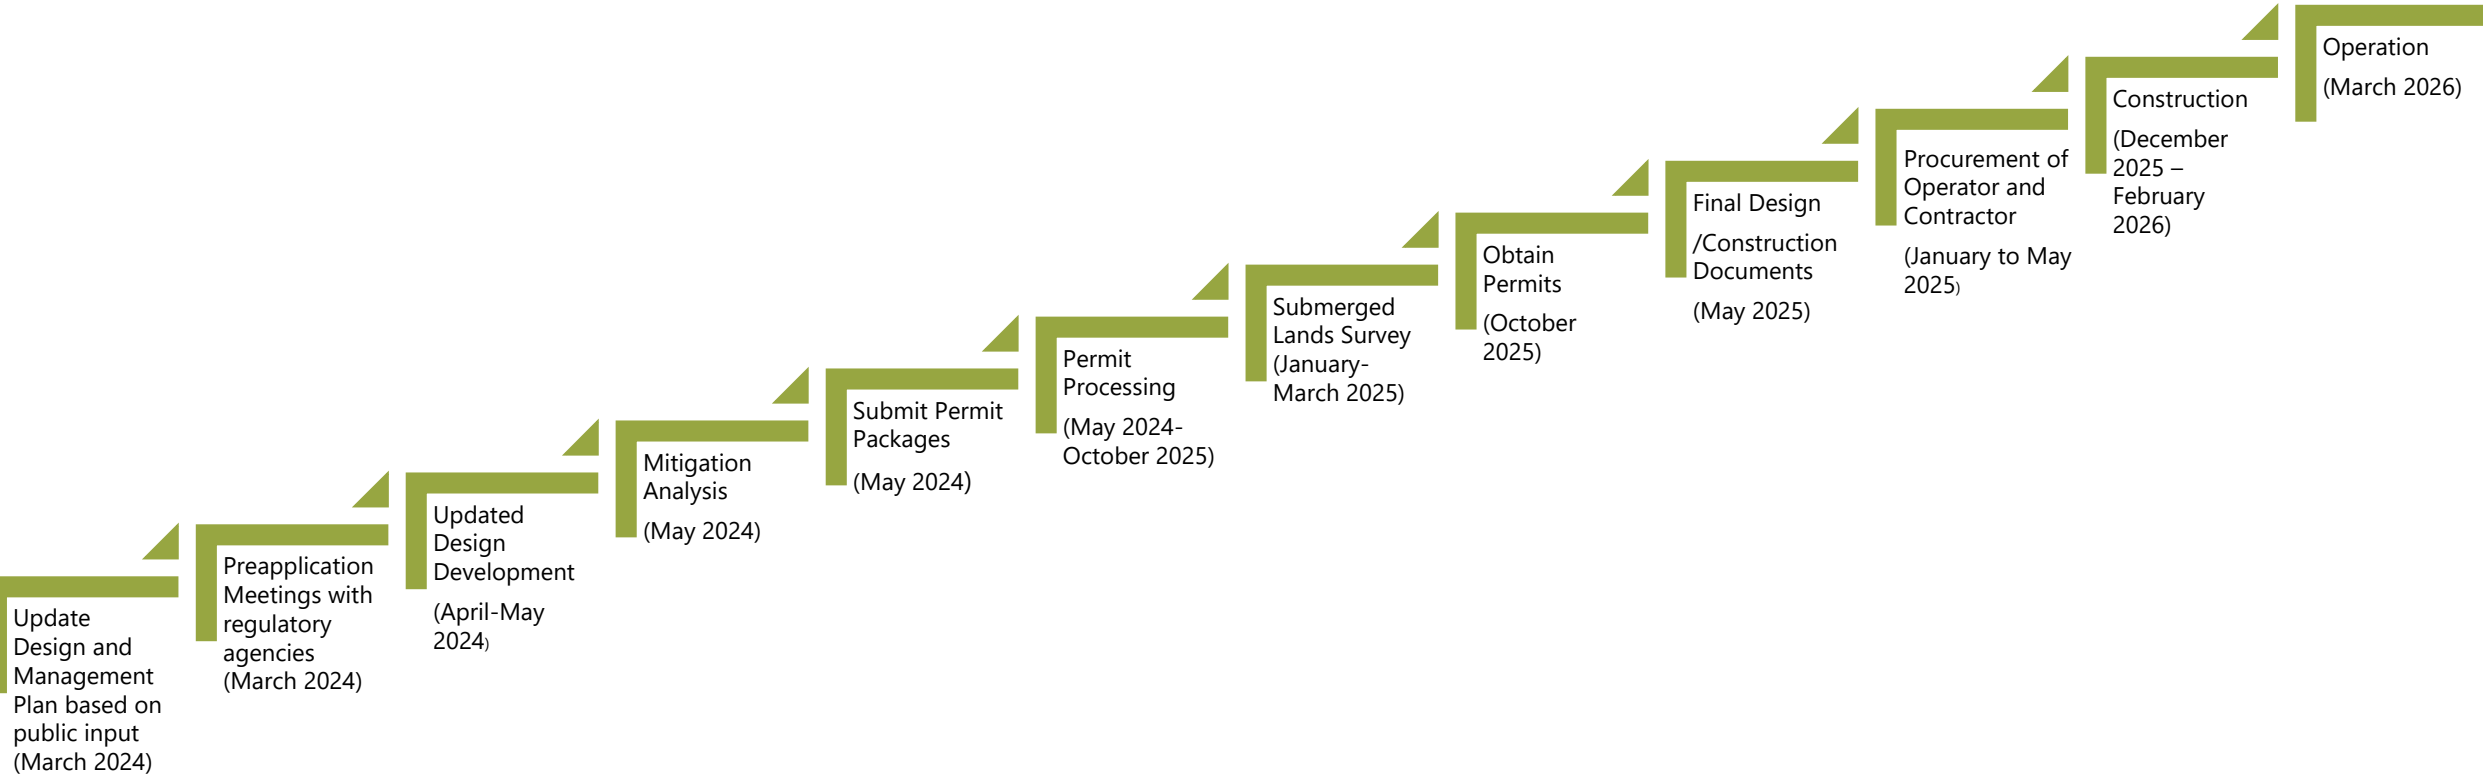 Update
Design and
Management
Plan based on
public input
(March 2024)
Preapplication
Meetings with
regulatory
agencies
(March 2024)
Updated
Design
Development
(April-May
2024)
Mitigation
Analysis
(May 2024)
Submit Permit
Packages
(May 2024)
Permit
Processing
(May 2024-
October 2025)
Submerged
Lands Survey
(January-
March 2025)
Obtain
Permits
(October
2025)
Final Design
/Construction
Documents
(May 2025)
Procurement of
Operator and
Contractor
(January to May
2025)
Construction
(December
2025 –
February
2026)
Operation
(March 2026)